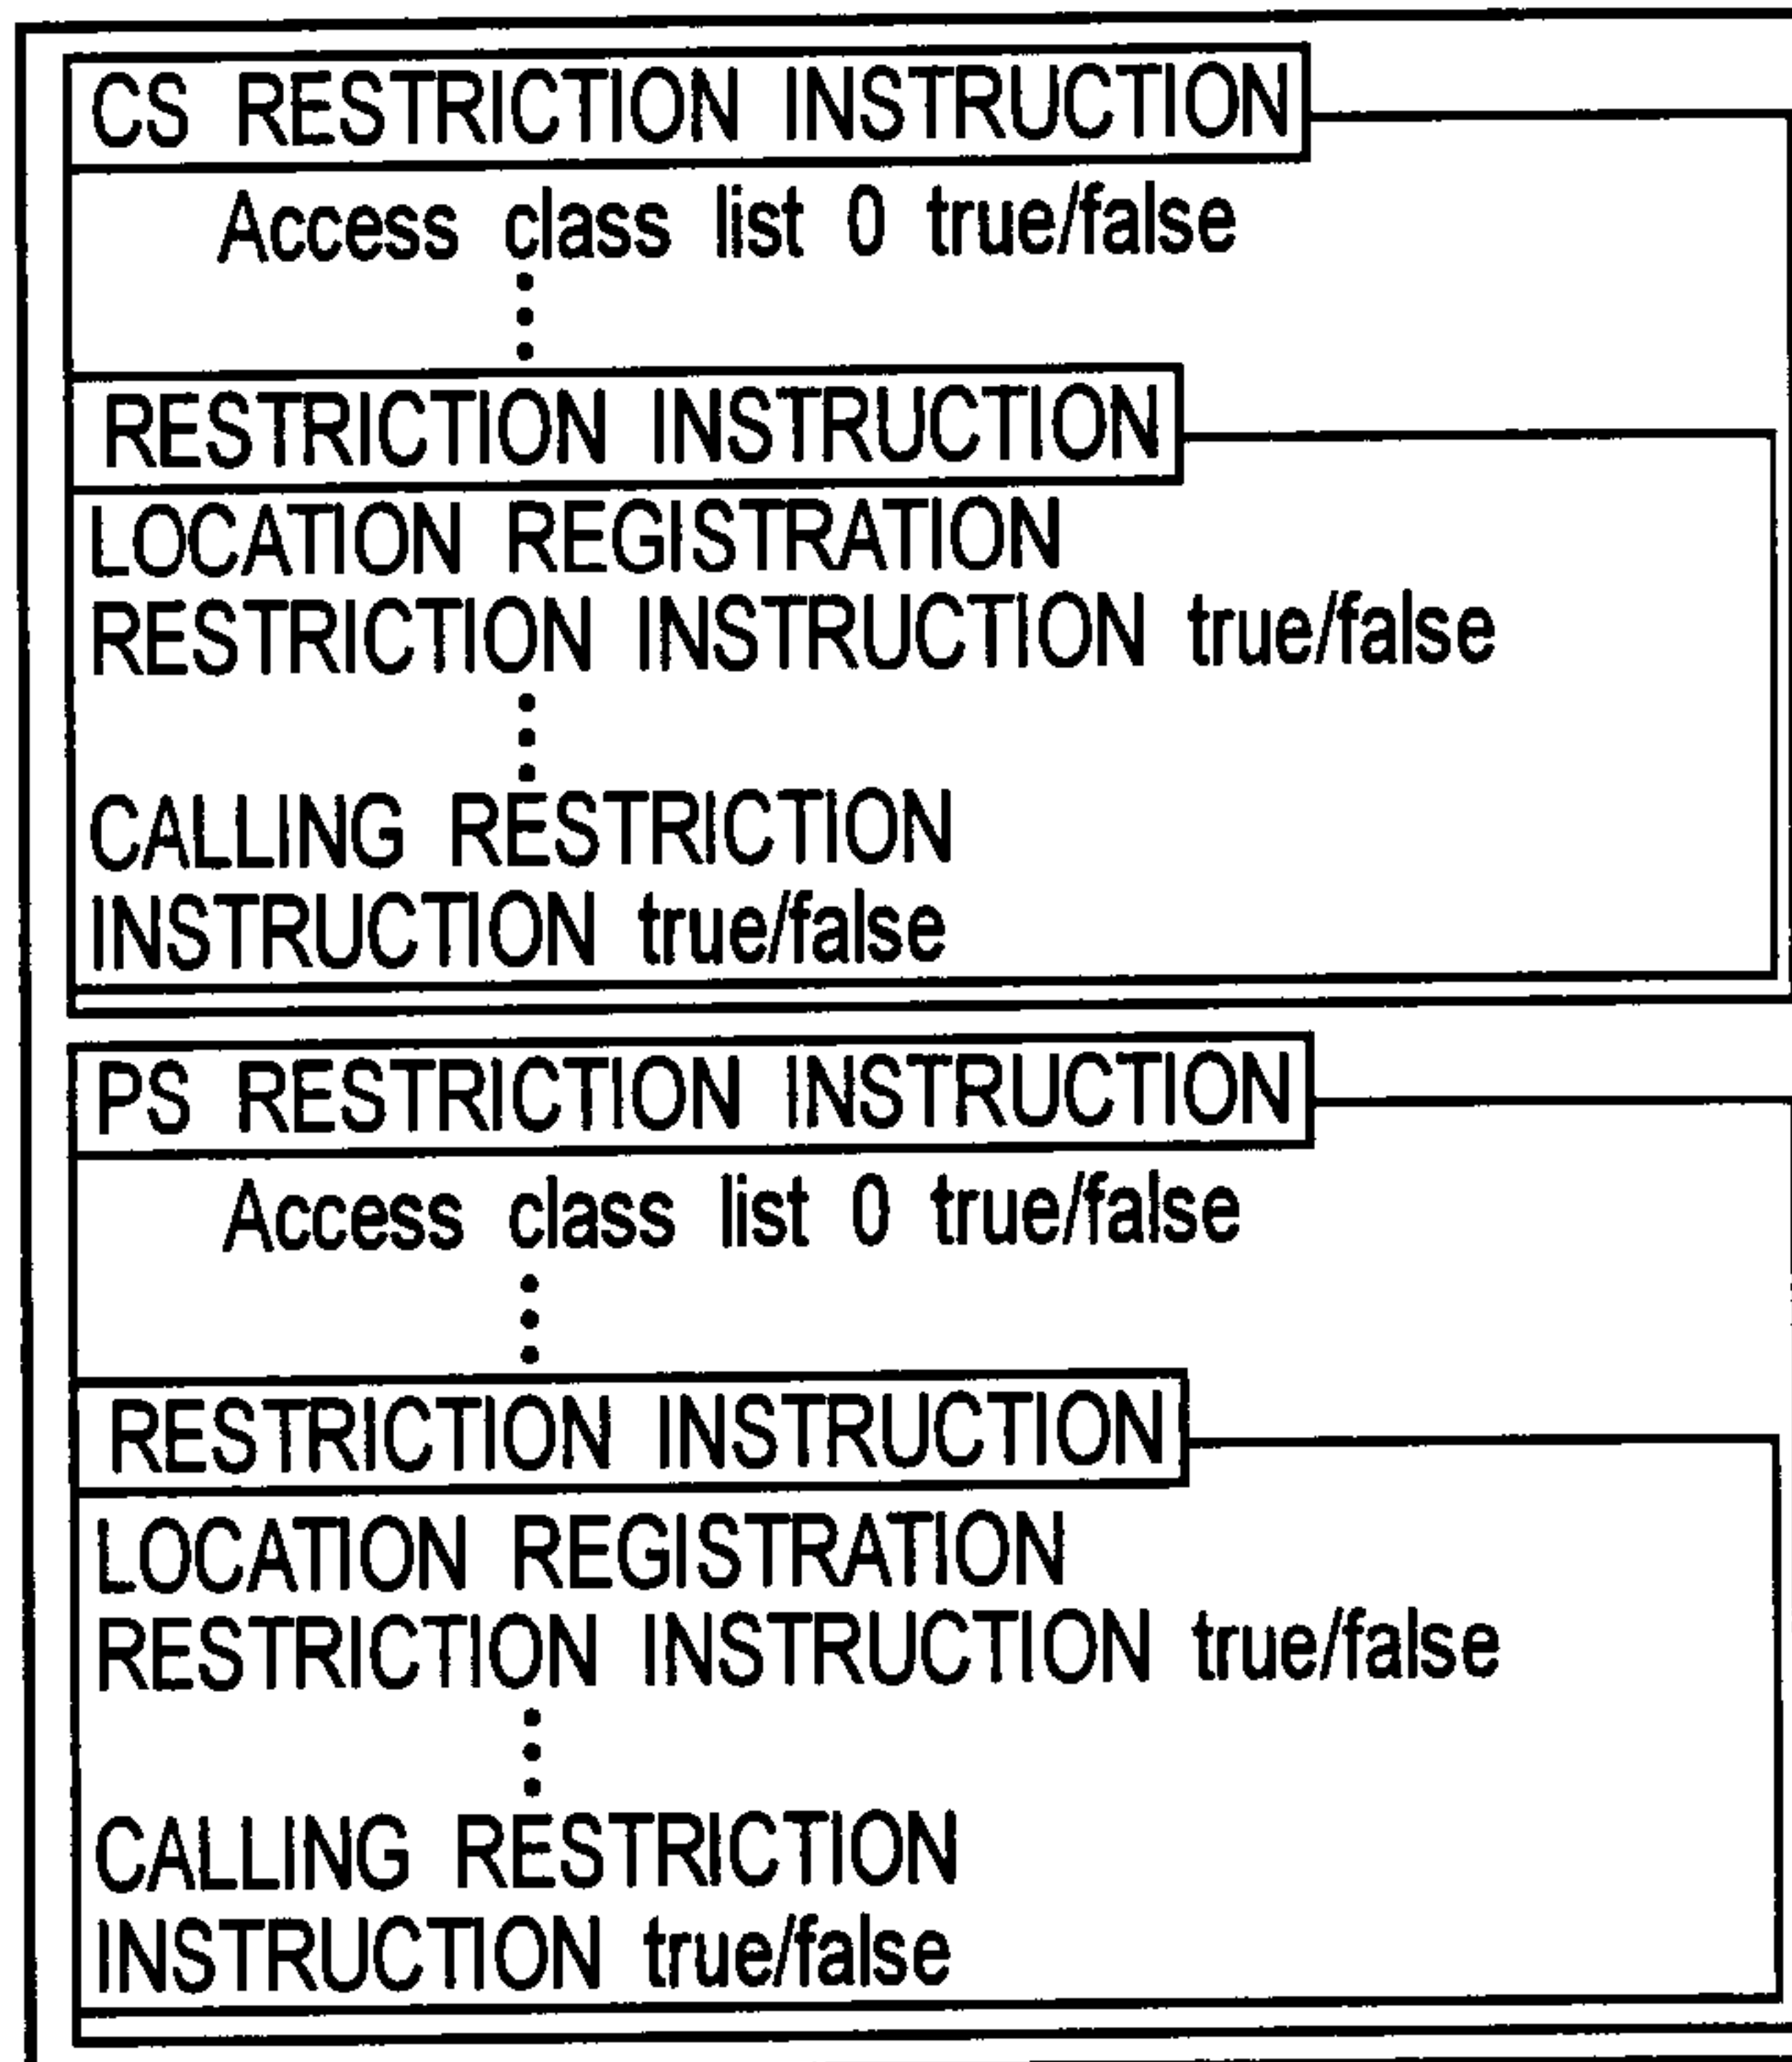 CS RESTRICTION INSTRUCTION
Access class list 0 true/false
RESTRICTION INSTRUCTION
LOCATION REGISTRATION
RESTRICTION INSTRUCTION true/false
CALLING RESTRICTION
INSTRUCTION true/false
PS RESTRICTION INSTRUCTION
Access class list 0 true/false
RESTRICTION INSTRUCTION
LOCATION REGISTRATION
RESTRICTION INSTRUCTION true/false
CALLING RESTRICTION
INSTRUCTION true/false